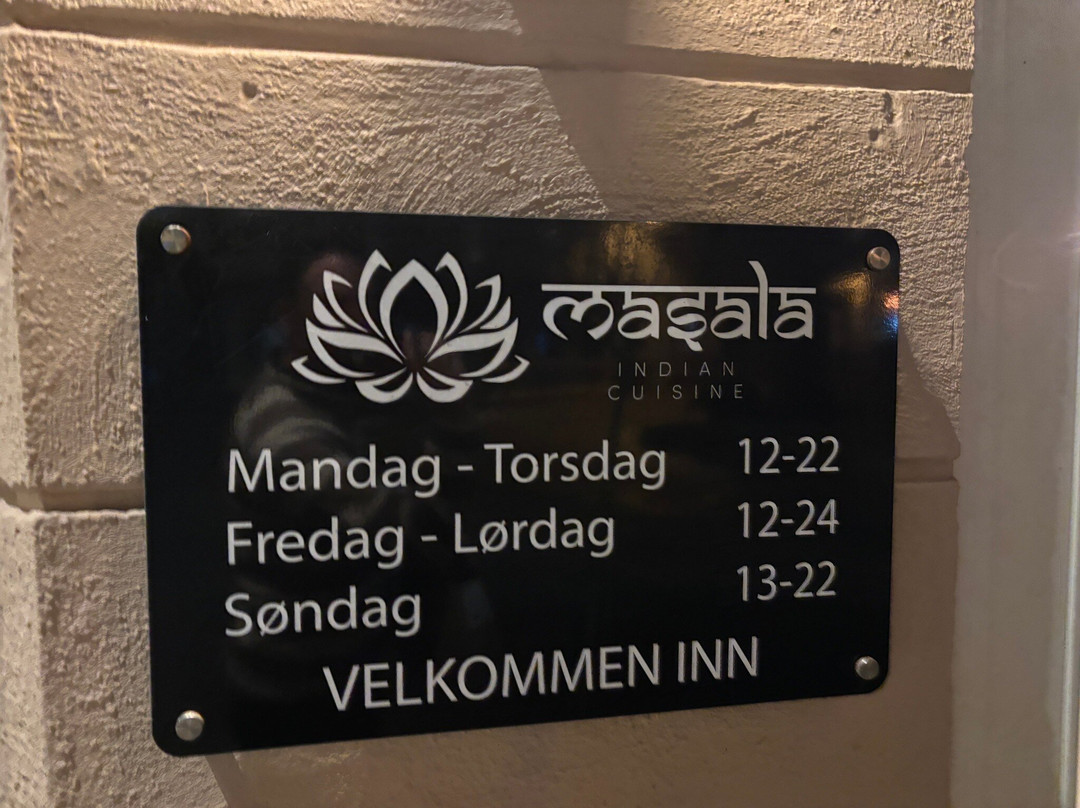 masala
INDIAN
CUISINE
Mandag - Torsdag 12-22
Fredag - Lørdag 12-24
Søndag 13-22
VELKOMMEN INN